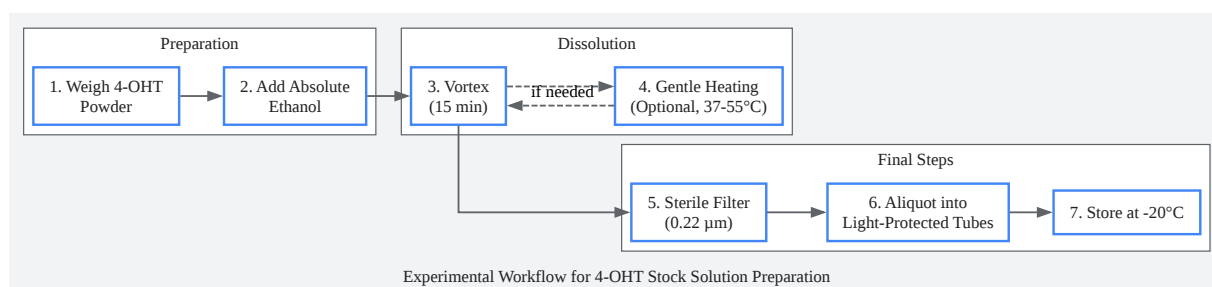 Preparation
1. Weigh 4-OHT
Powder
2. Add Absolute
Ethanol
Dissolution
3. Vortex
(15 min)
if needed
4. Gentle Heating
(Optional, 37-55°C)
Final Steps
5. Sterile Filter
(0.22 µm)
6. Aliquot into
Light-Protected Tubes
7. Store at -20°C
Experimental Workflow for 4-OHT Stock Solution Preparation